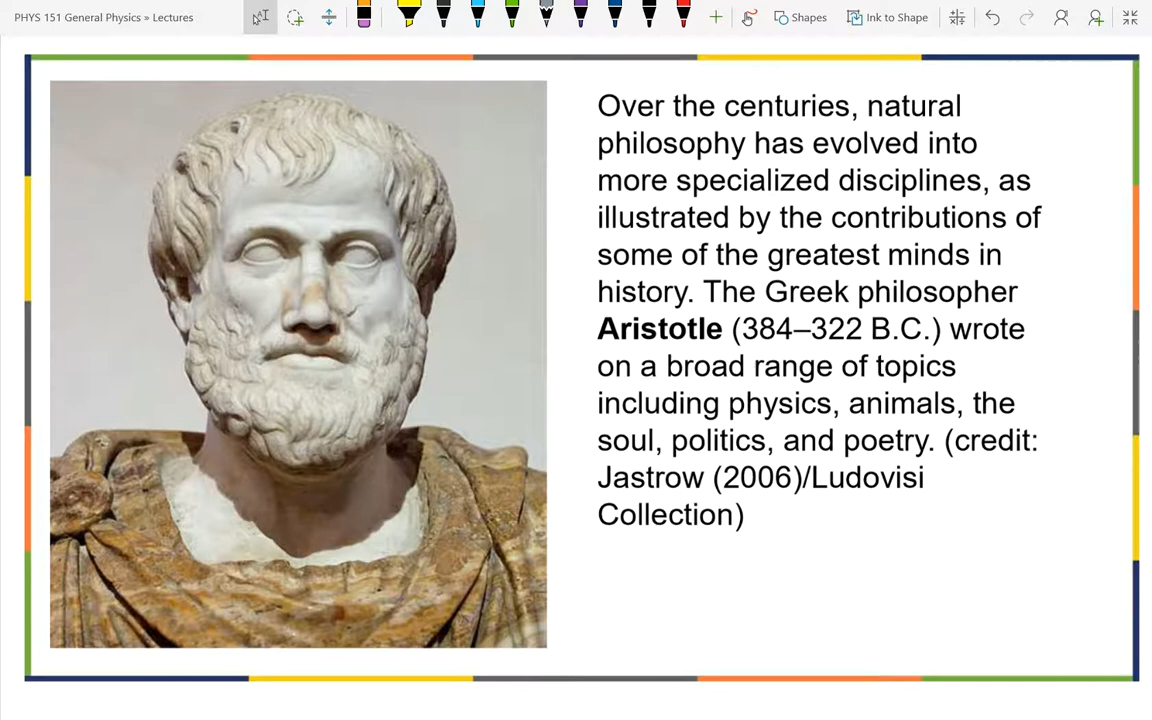 PHYS 151 General Physics » Lectures
Shapes
Ink to Shape
Over the centuries, natural
philosophy has evolved into
more specialized disciplines, as
illustrated by the contributions of
some of the greatest minds in
history. The Greek philosopher
Aristotle (384–322 B.C.) wrote
on a broad range of topics
including physics, animals, the
soul, politics, and poetry. (credit:
Jastrow (2006)/Ludovisi
Collection)